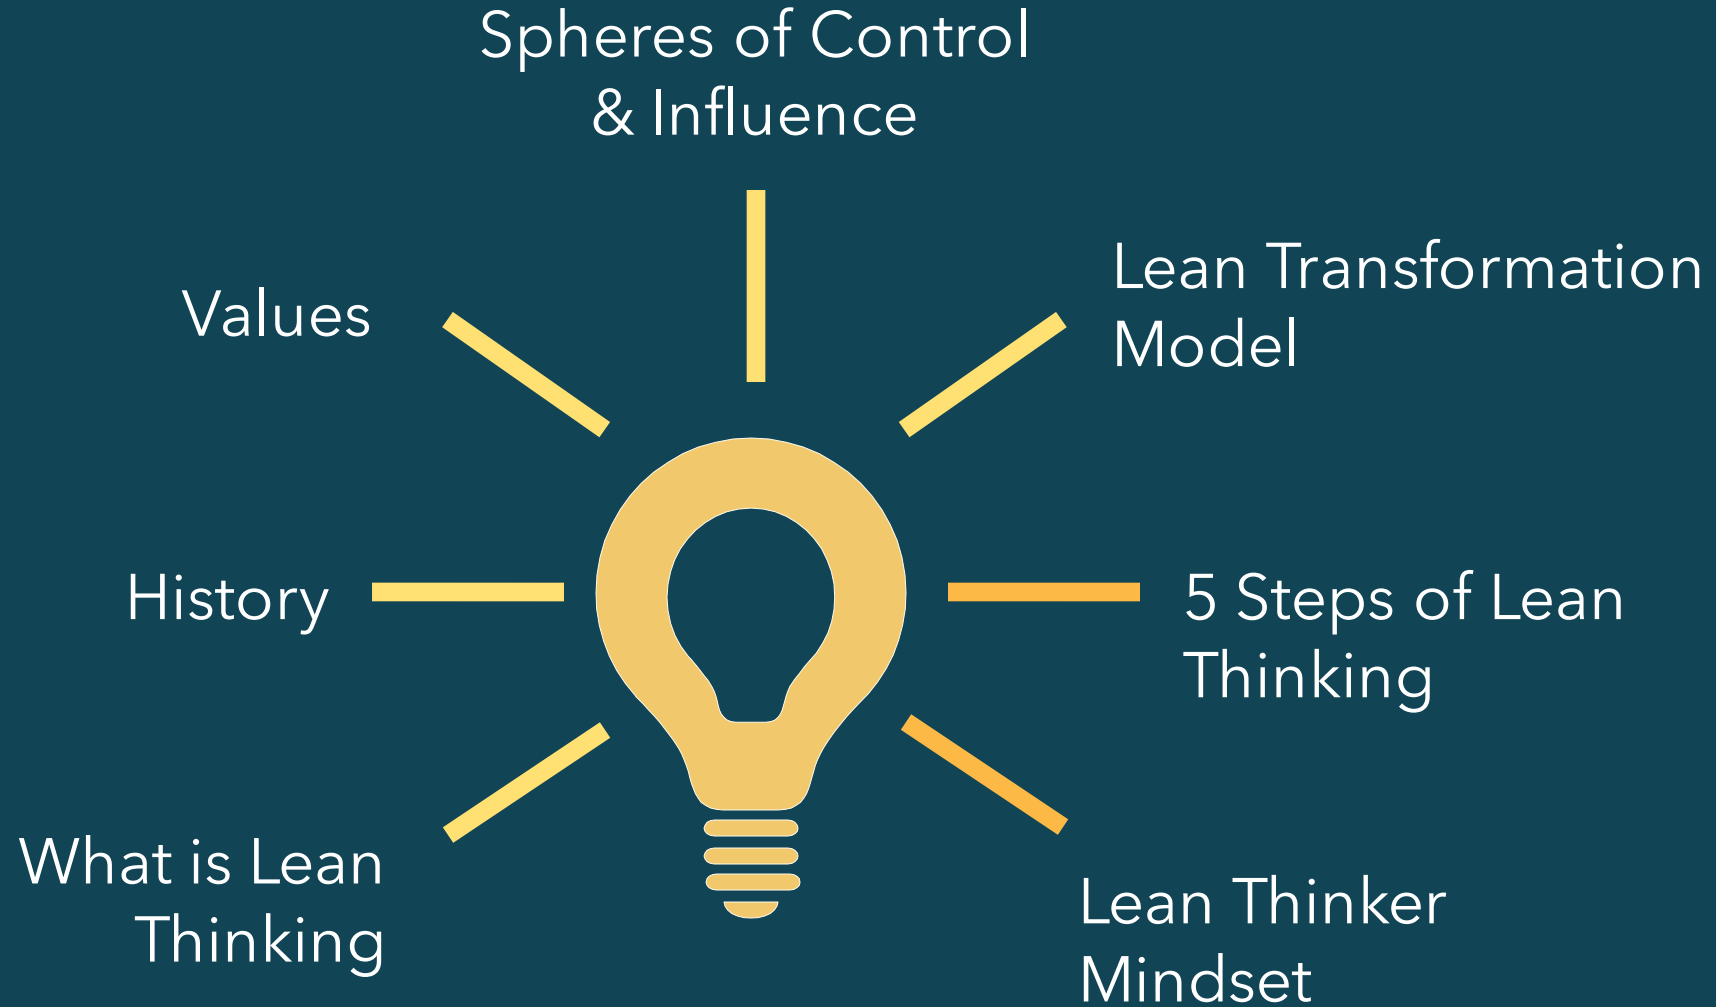 Spheres of Control
& Influence
Values
Lean Transformation
Model
History
5 Steps of Lean
Thinking
What is Lean
Thinking
Lean Thinker
Mindset